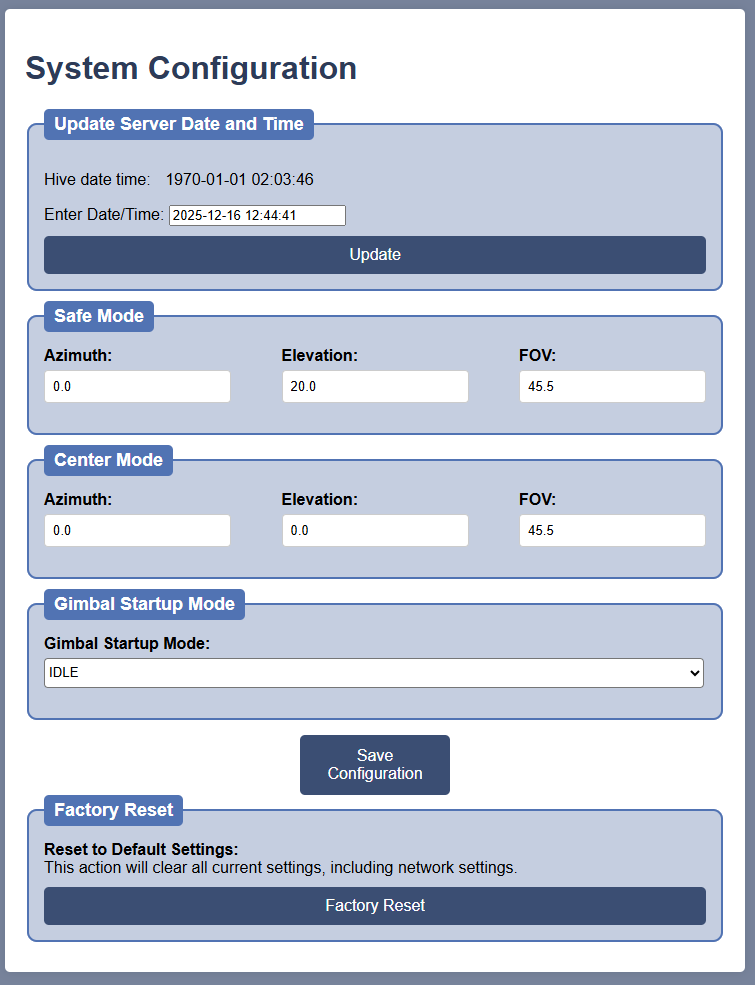 System Configuration
Update Server Date and Time
Hive date time: 1970-01-01 02:03:46
Enter Date/Time: 2025-12-16 12:44:41
Update
Safe Mode
Azimuth: Elevation: FOV:
0.0 20.0 45.5
Center Mode
Azimuth: Elevation: FOV:
0.0 0.0 45.5
Gimbal Startup Mode
Gimbal Startup Mode:
IDLE
Save
Configuration
Factory Reset
Reset to Default Settings:
This action will clear all current settings, including network settings.
Factory Reset